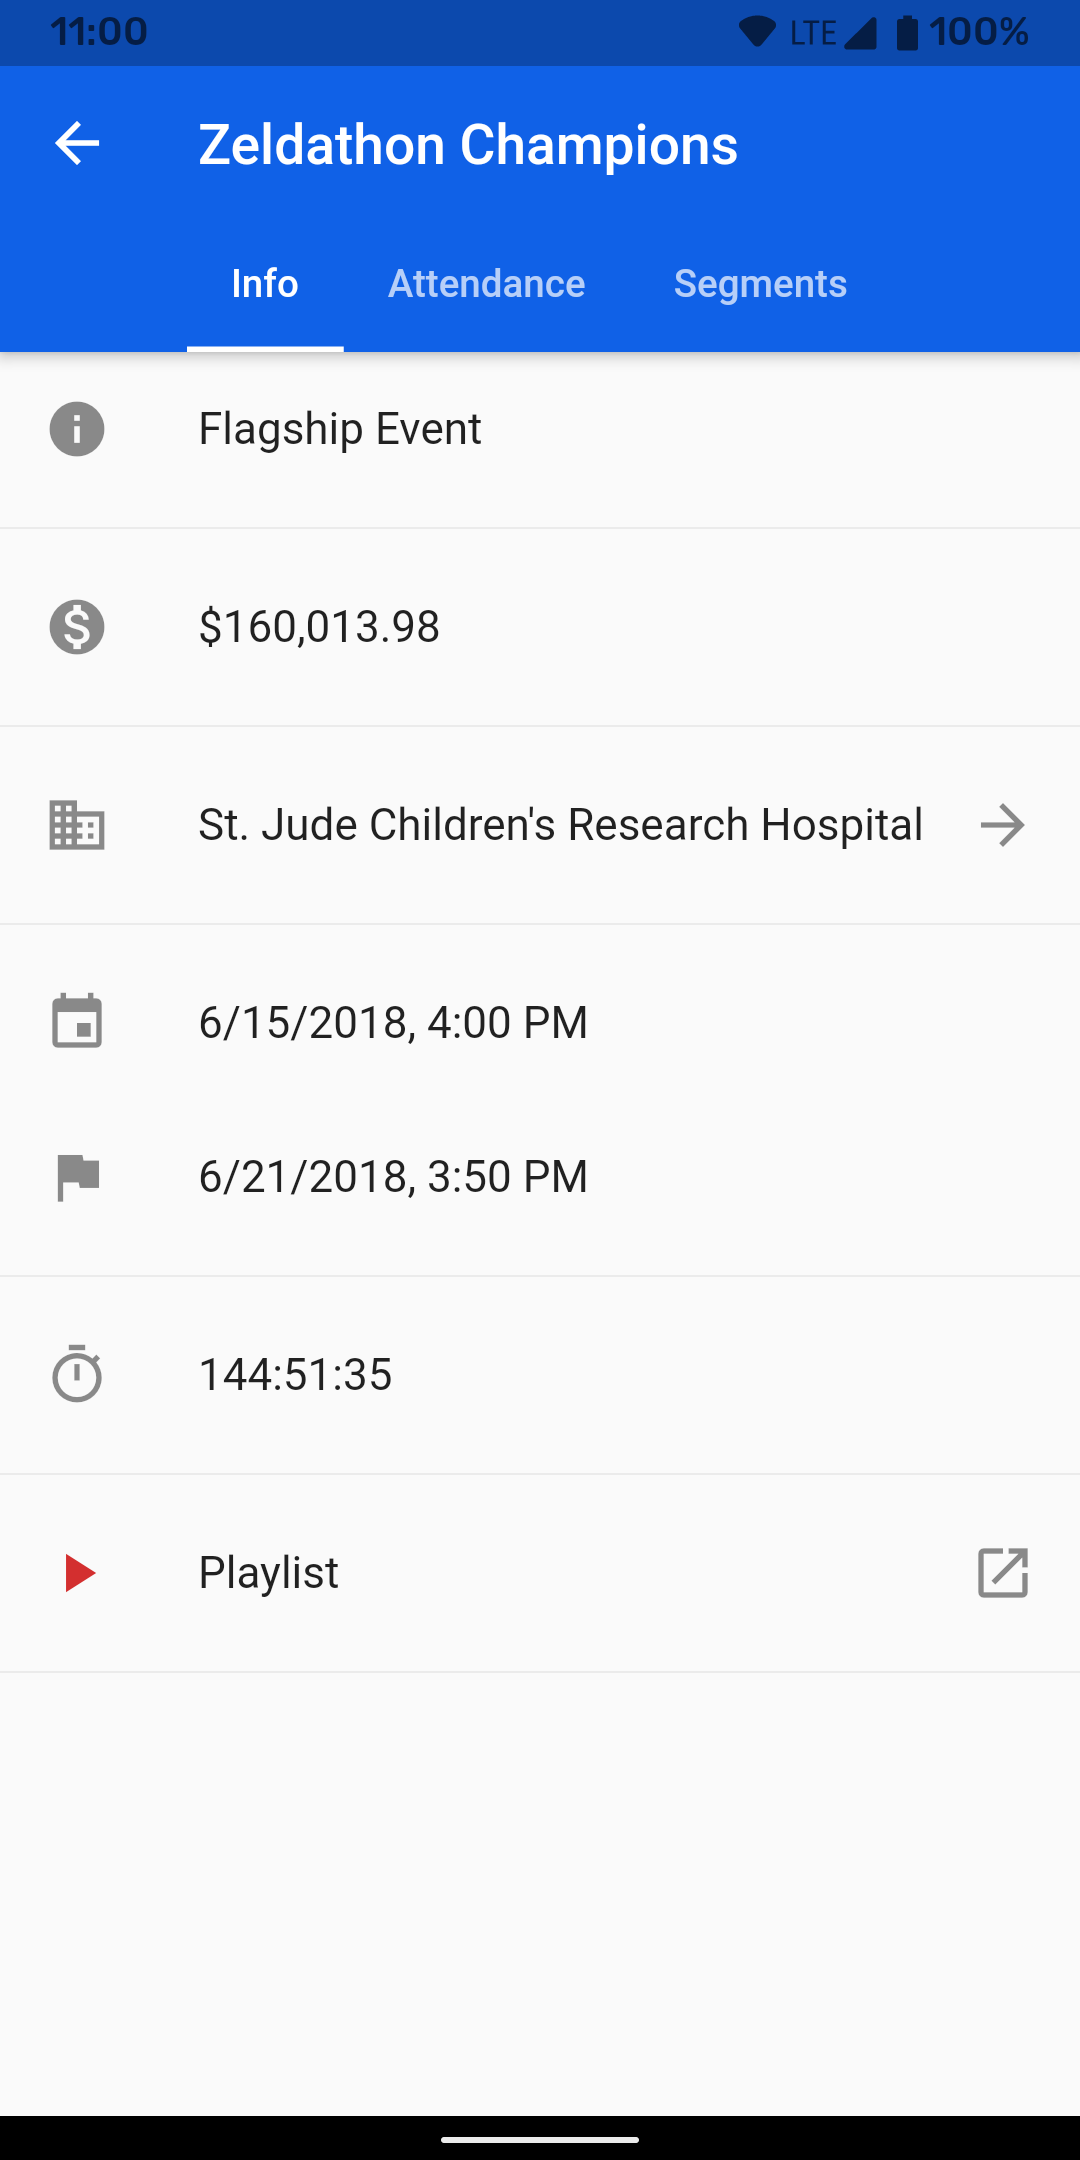 11:00 LTE 100%
Zeldathon Champions
Info Attendance Segments
Flagship Event
$160,013.98
St. Jude Children's Research Hospital
6/15/2018, 4:00 PM
6/21/2018, 3:50 PM
144:51:35
Playlist